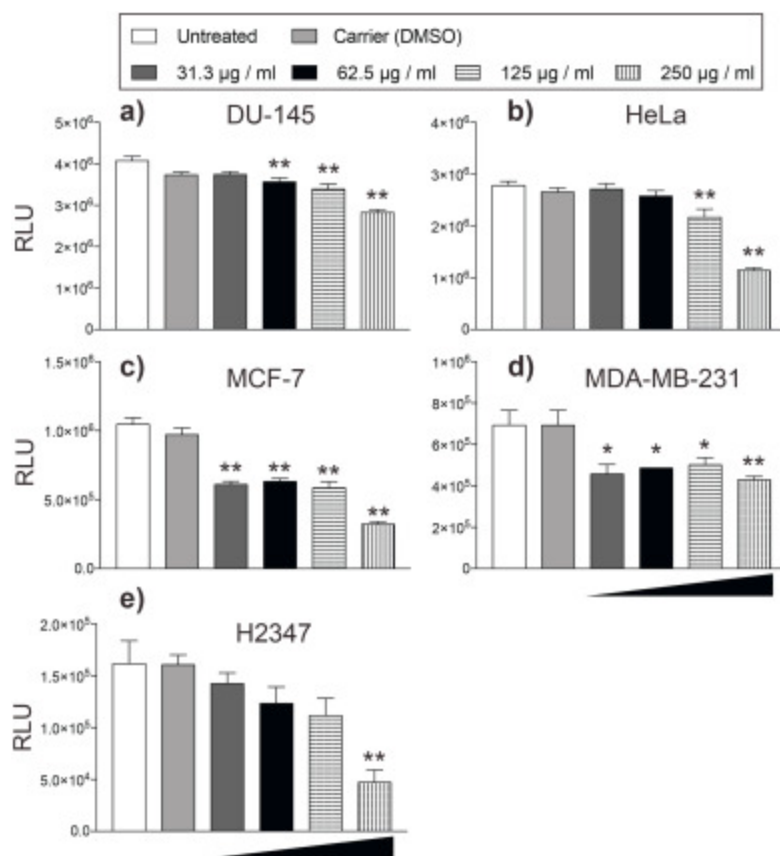 Untreated Carrier (DMSO)
31.3 µg / ml 62.5 µg / ml 125 µg / ml 250 µg / ml
a) DU-145
5×10⁶
4×10⁶
3×10⁶
2×10⁶
1×10⁶
0
RLU
** ** **
b) HeLa
4×10⁶
3×10⁶
2×10⁶
1×10⁶
0
** **
c) MCF-7
1.5×10⁶
1.0×10⁶
5.0×10⁵
0.0
** ** ** **
d) MDA-MB-231
1×10⁶
8×10⁵
6×10⁵
4×10⁵
2×10⁵
0
* * * **
e) H2347
2.0×10⁵
1.5×10⁵
1.0×10⁵
5.0×10⁴
0.0
RLU
**